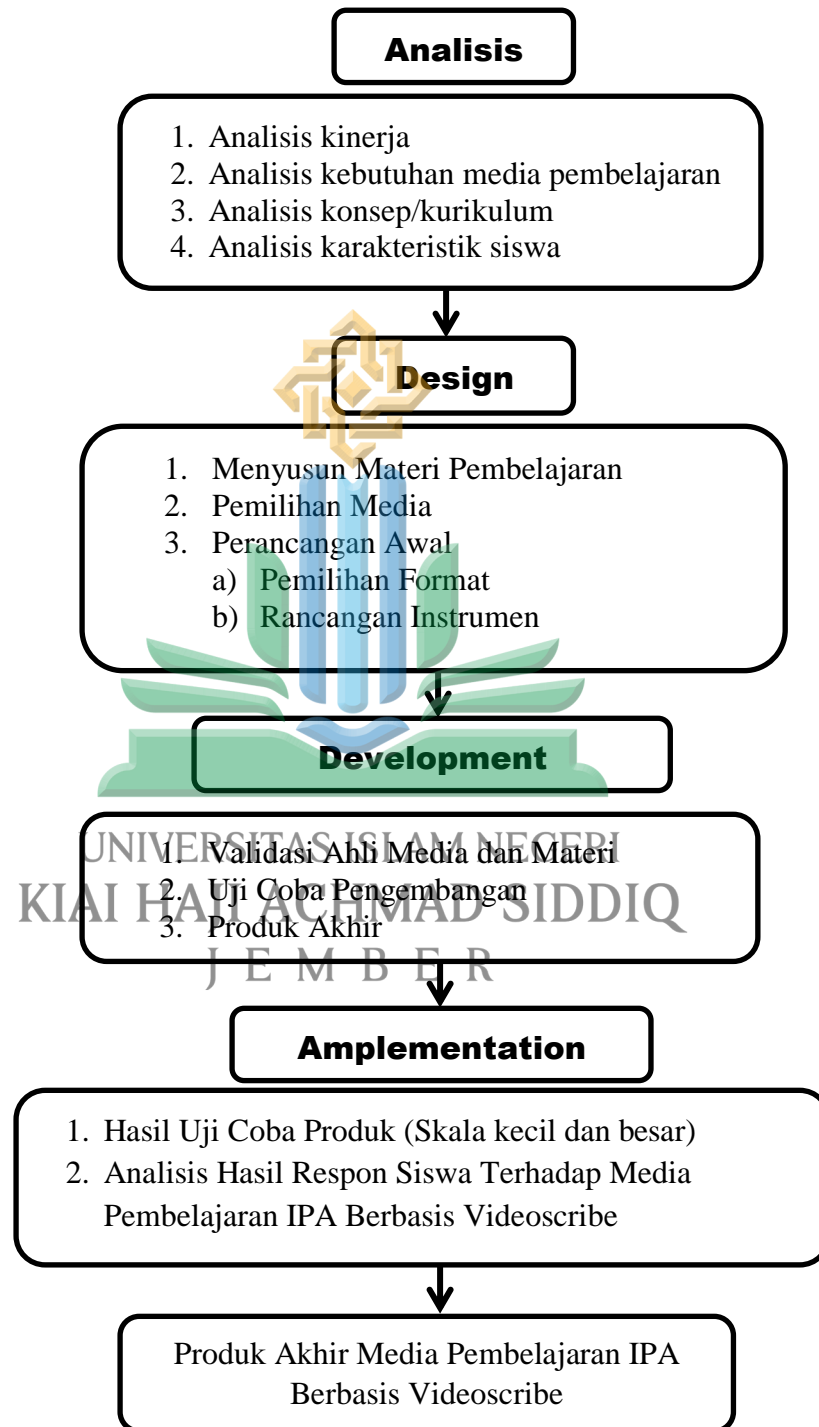 Analisis
1. Analisis kinerja
2. Analisis kebutuhan media pembelajaran
3. Analisis konsep/kurikulum
4. Analisis karakteristik siswa
Design
1. Menyusun Materi Pembelajaran
2. Pemilihan Media
3. Perancangan Awal
a) Pemilihan Format
b) Rancangan Instrumen
Development
UNIVERSITAS ISLAM NEGERI
KIAI HAJI ACHMAD SIDDIQ
J E M B E R
1. Validasi Ahli Media dan Materi
2. Uji Coba Pengembangan
3. Produk Akhir
Amplementation
1. Hasil Uji Coba Produk (Skala kecil dan besar)
2. Analisis Hasil Respon Siswa Terhadap Media
Pembelajaran IPA Berbasis Videoscribe
Produk Akhir Media Pembelajaran IPA
Berbasis Videoscribe